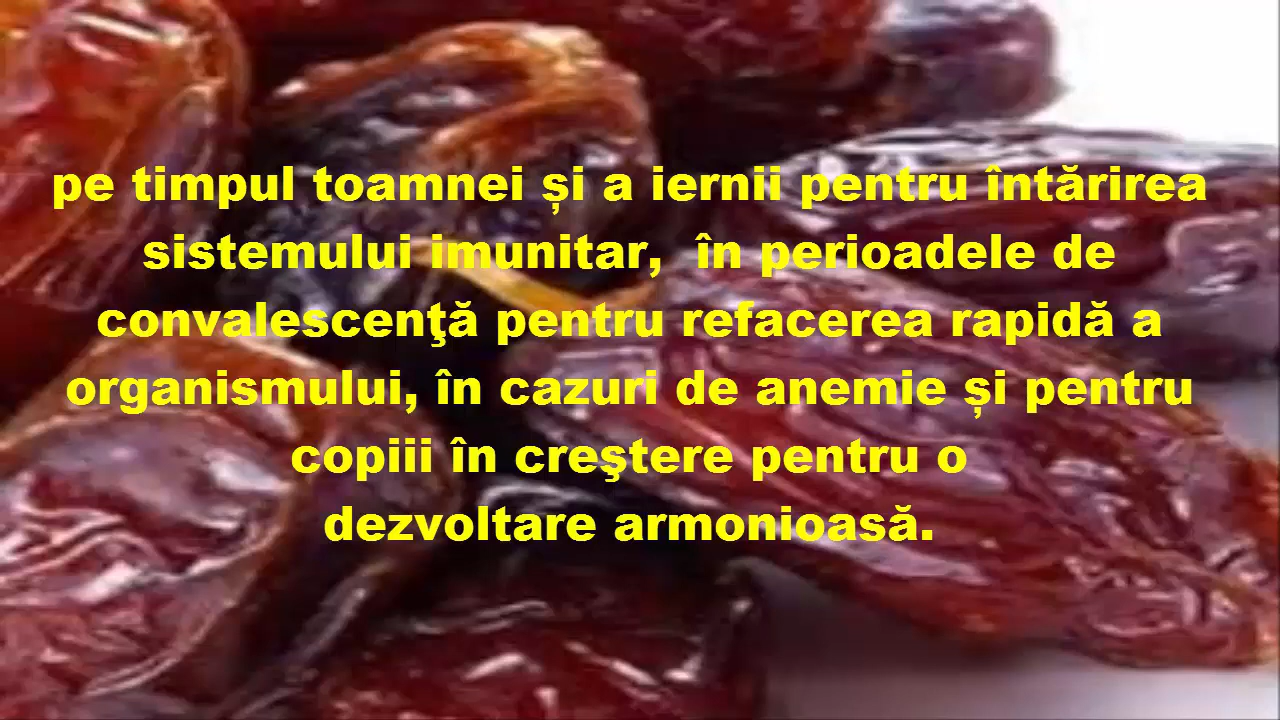 pe timpul toamnei și a iernii pentru întărirea
sistemului imunitar,  în perioadele de
convalescenţă pentru refacerea rapidă a
organismului, în cazuri de anemie și pentru
copiii în creştere pentru o
dezvoltare armonioasă.